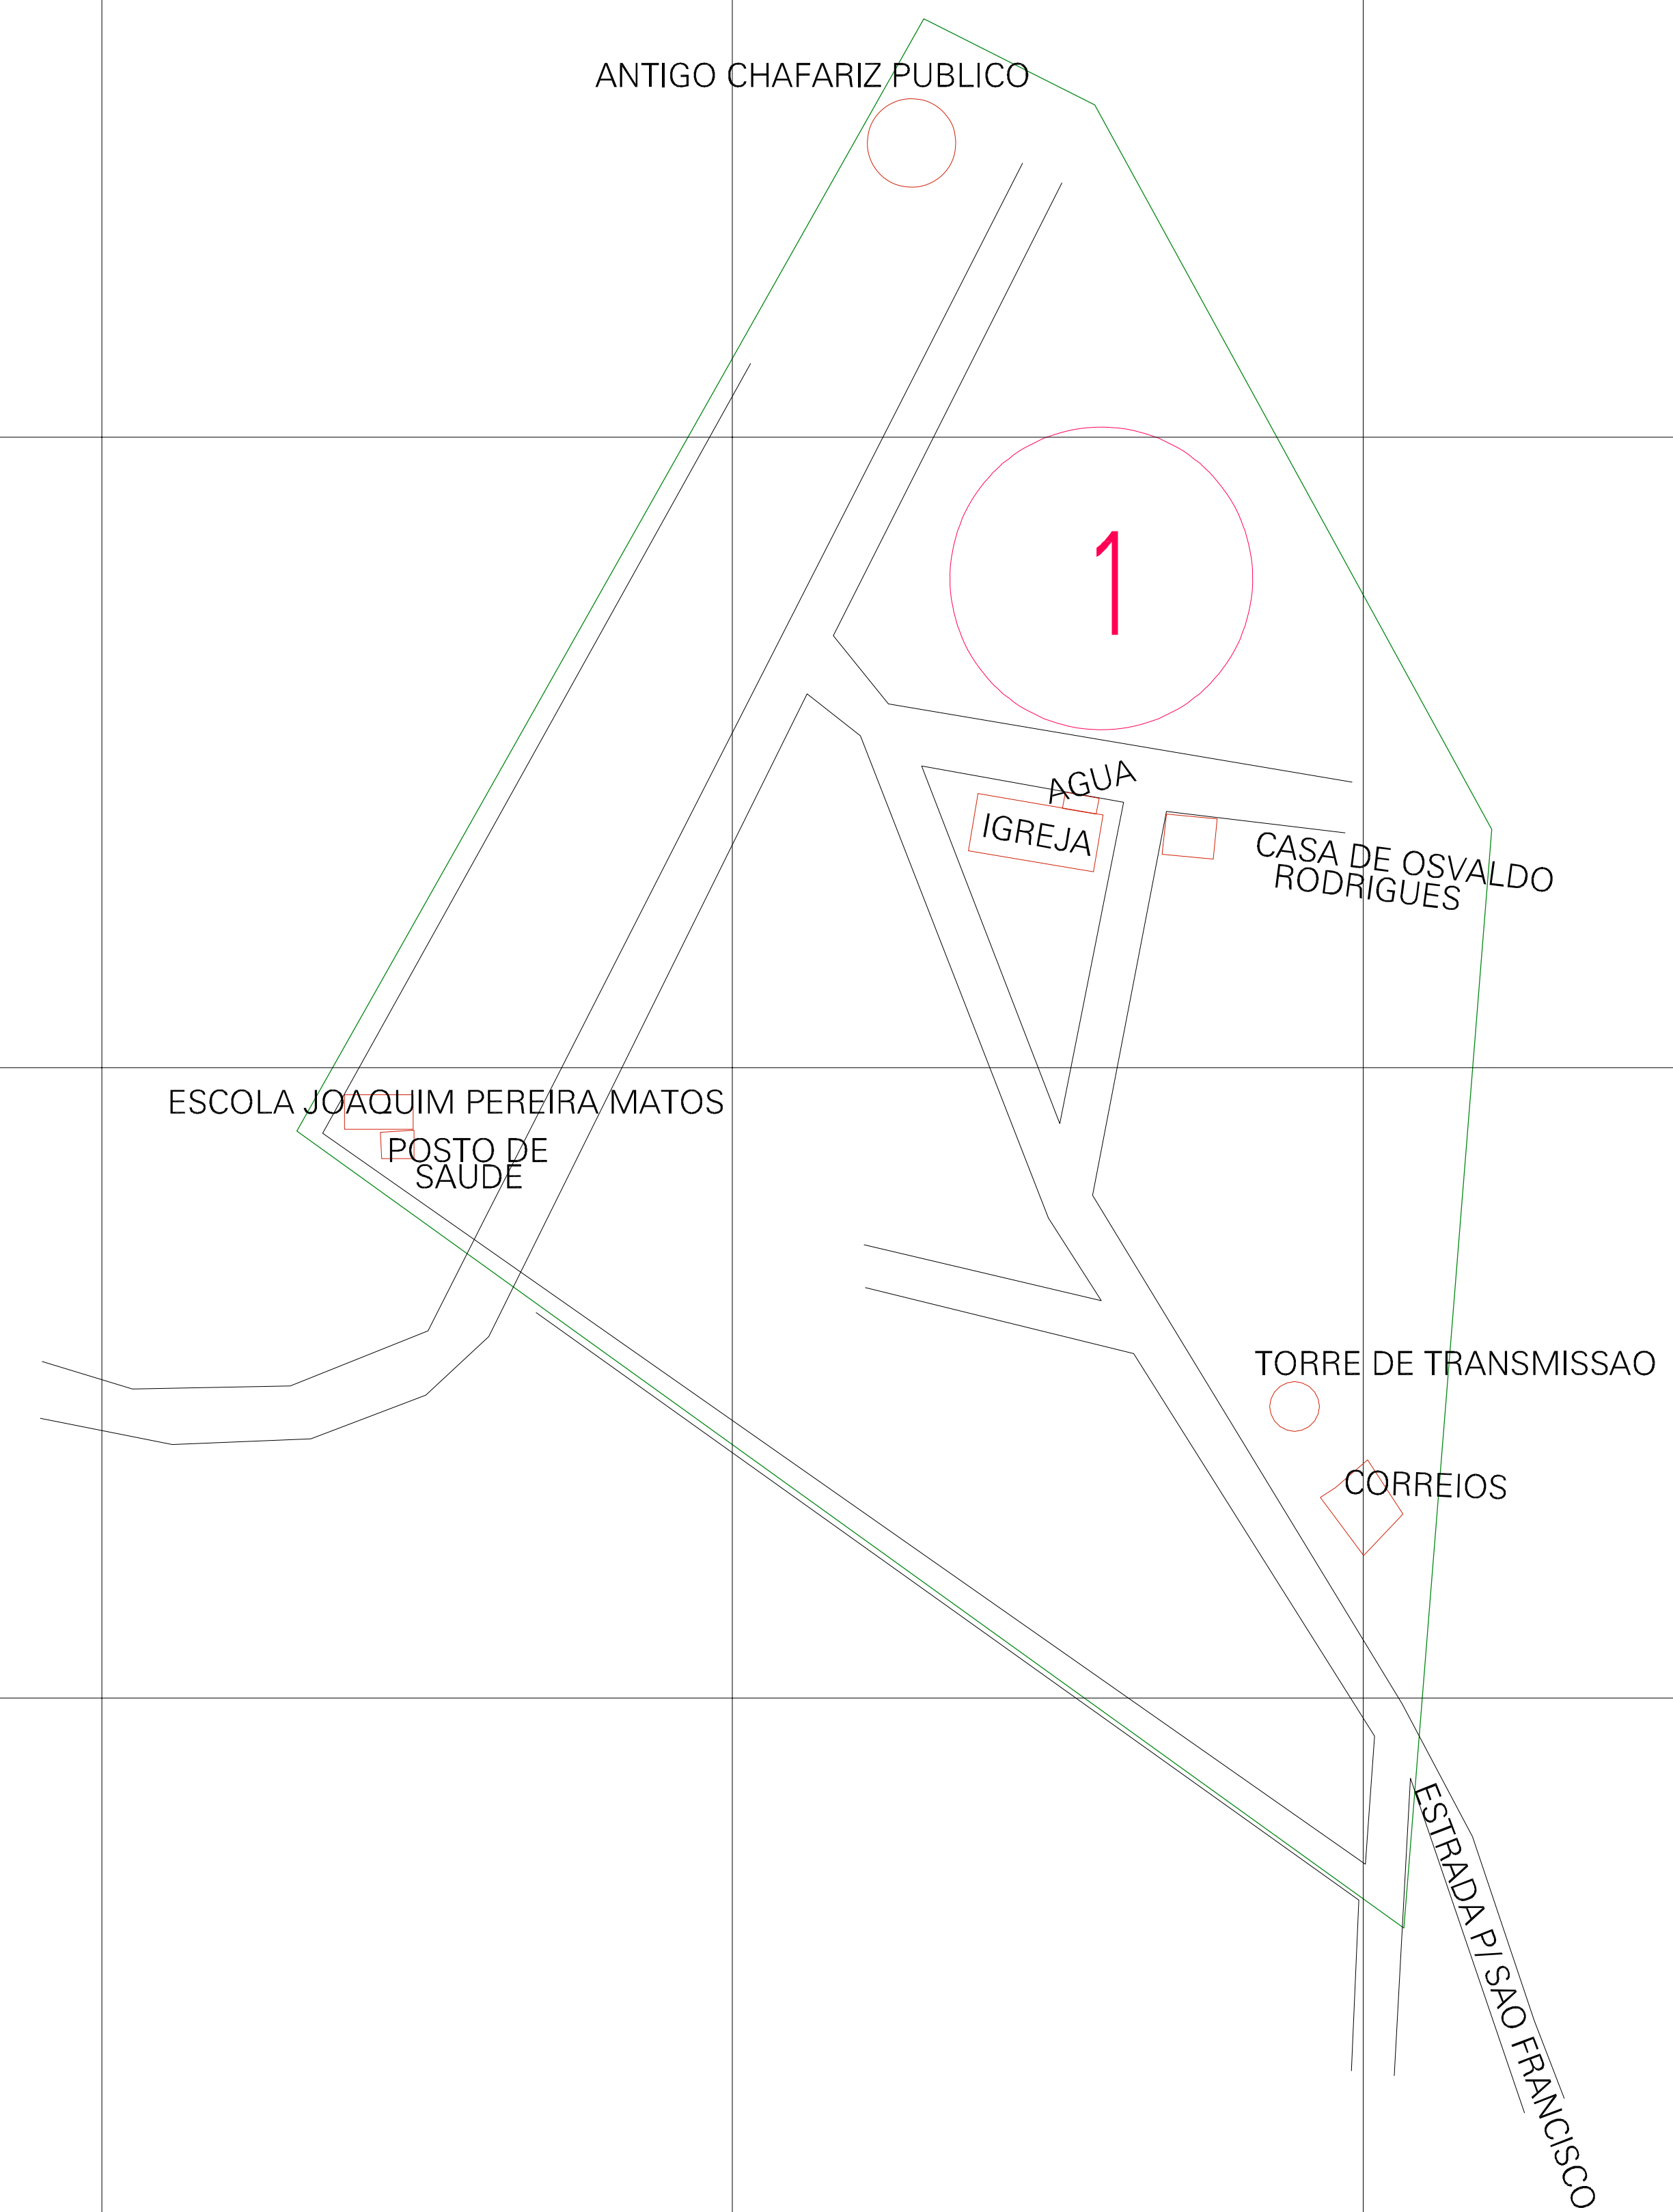 ANTIGO CHAFARIZ PUBLICO
1
AGUA
IGREJA
CASA DE OSVALDO
RODRIGUES
ESCOLA JOAQUIM PEREIRA MATOS
POSTO DE
SAUDE
TORRE DE TRANSMISSAO
CORREIOS
ESTRADA P/ SAO FRANCISCO